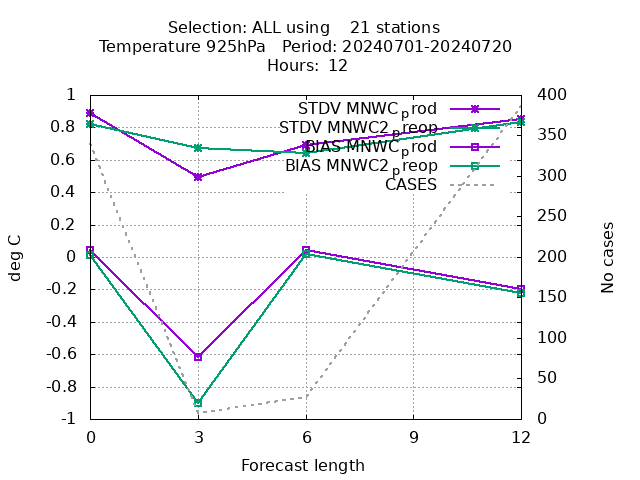 Selection: ALL using    21 stations
Temperature 925hPa   Period: 20240701-20240720
Hours:  12
STDV MNWC_prod
STDV MNWC2_preop
BIAS MNWC_prod
BIAS MNWC2_preop
CASES
1
0.8
0.6
0.4
0.2
0
-0.2
-0.4
-0.6
-0.8
-1
deg C
400
350
300
250
200
150
100
50
0
No cases
0 3 6 9 12
Forecast length